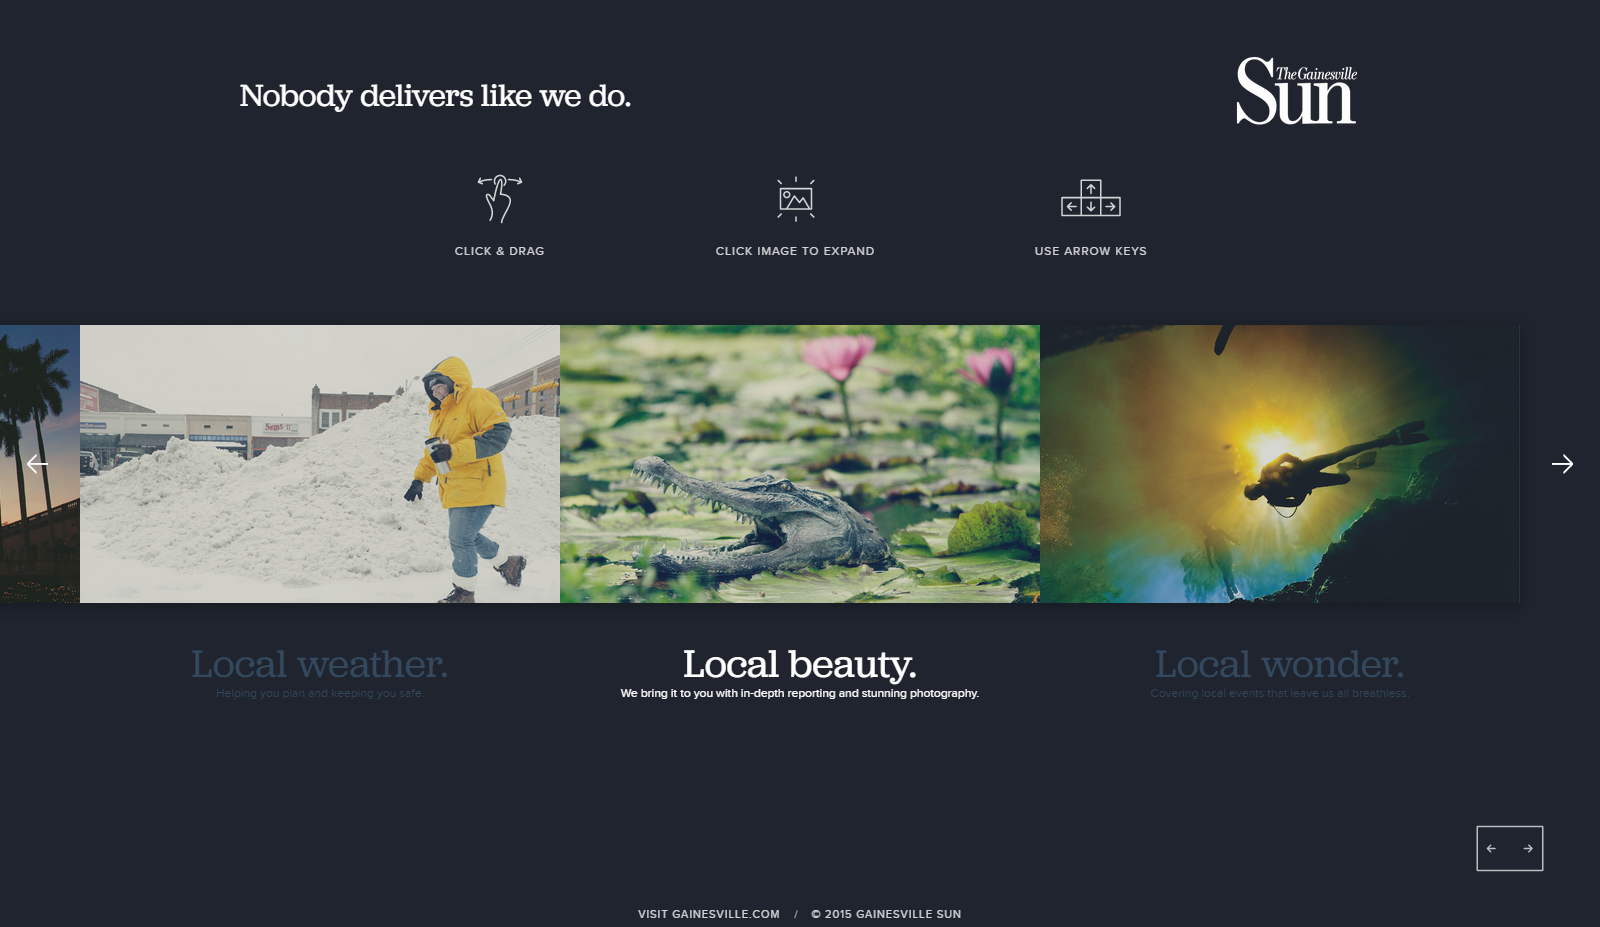 Nobody delivers like we do.
The Gainesville
Sun
CLICK & DRAG
CLICK IMAGE TO EXPAND
USE ARROW KEYS
Local weather.
Helping you plan and keeping you safe.
Local beauty.
We bring it to you with in-depth reporting and stunning photography.
Local wonder.
Covering local events that leave us all breathless.
VISIT GAINESVILLE.COM / © 2015 GAINESVILLE SUN